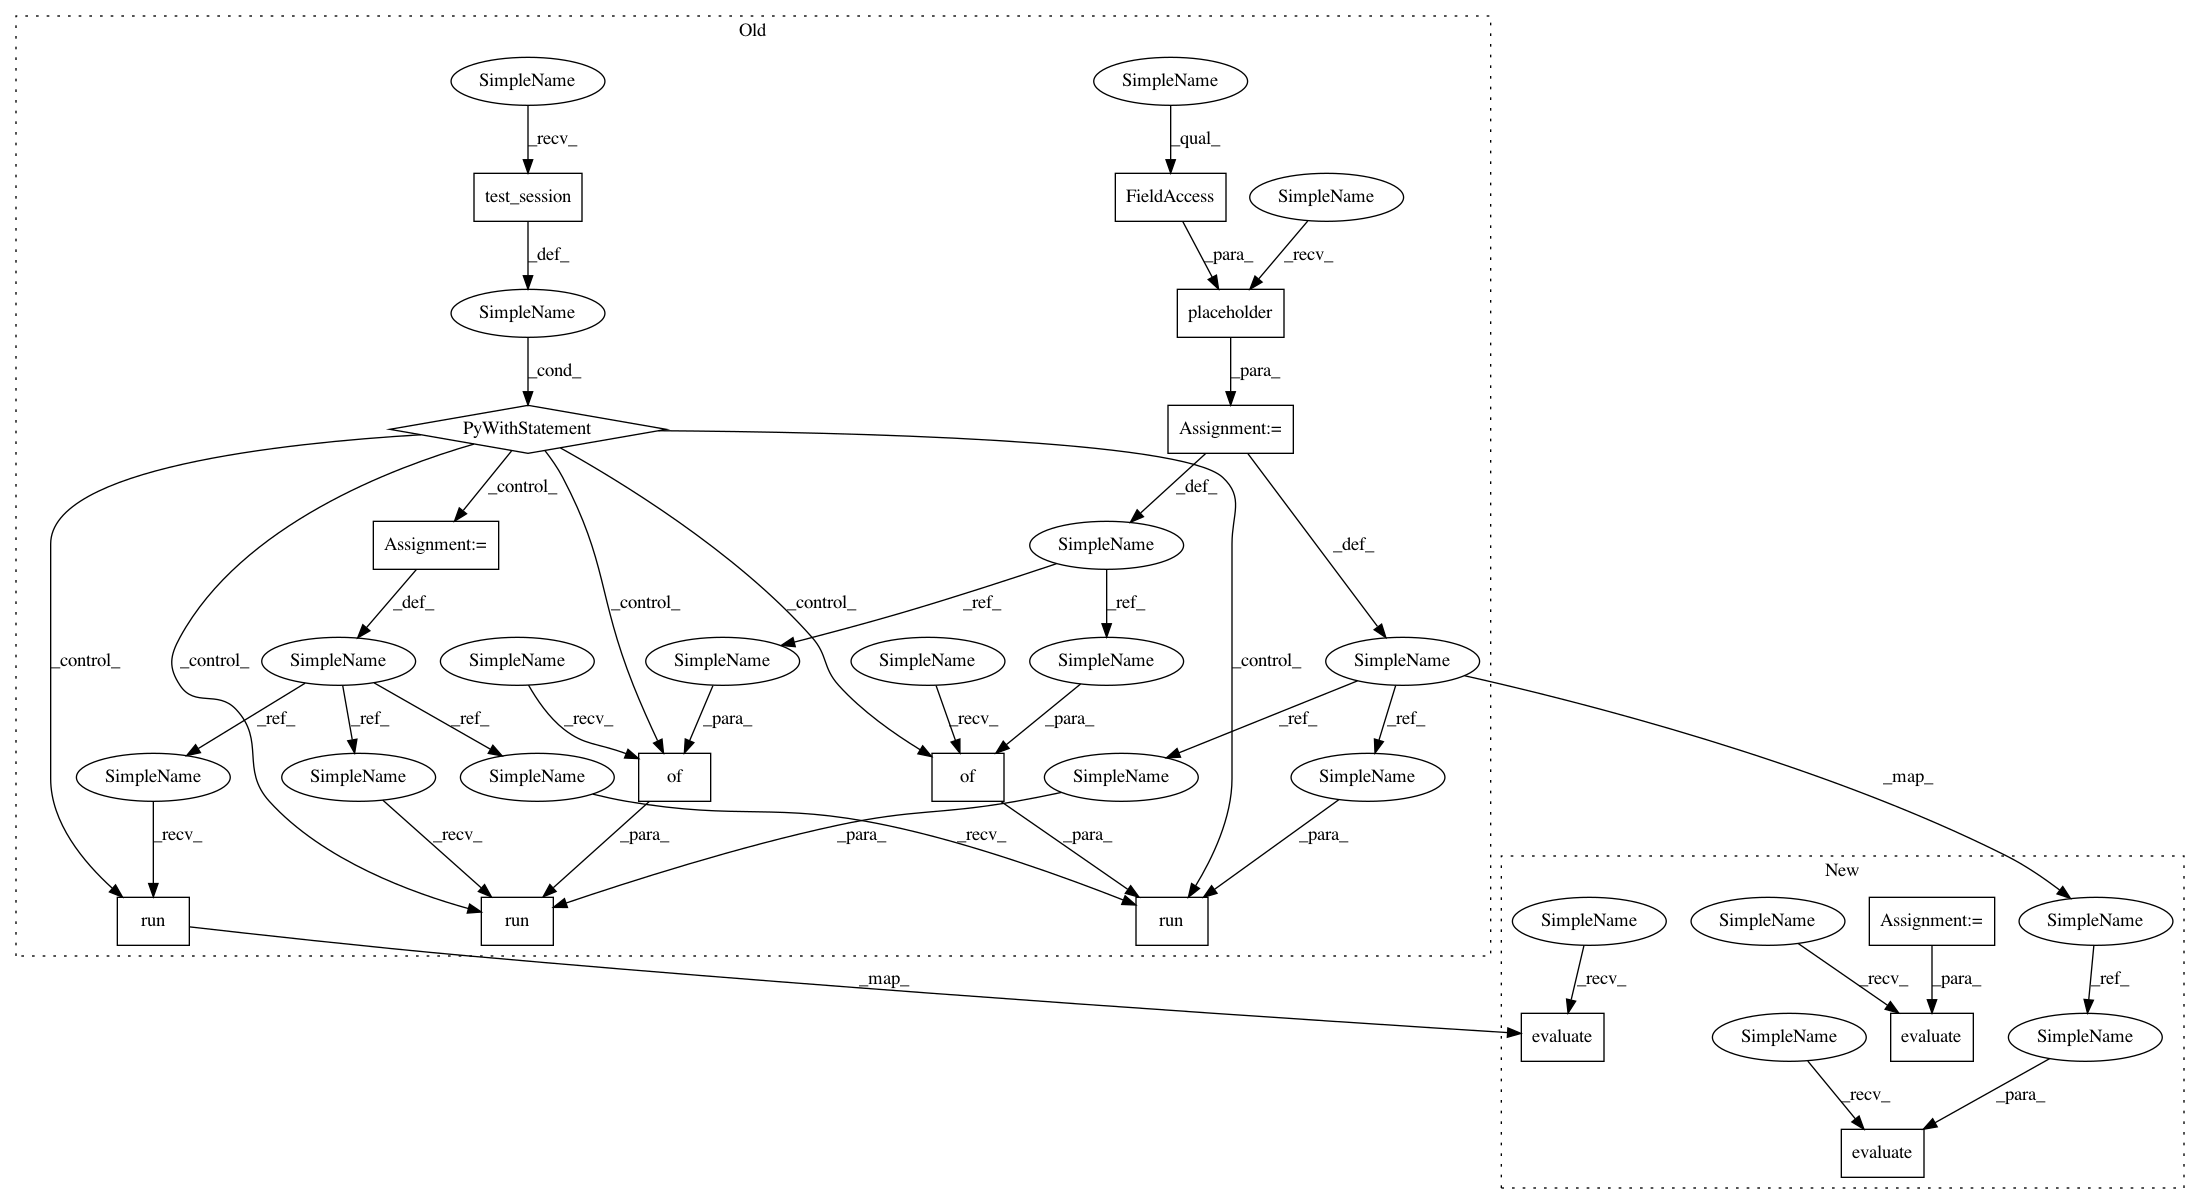 Old
SimpleName
SimpleName
_recv_
_qual_
test_session
FieldAccess
SimpleName
_def_
_para_
_recv_
SimpleName
placeholder
_cond_
_para_
PyWithStatement
Assignment:=
_control_
_def_
Assignment:=
SimpleName
_def_
_def_
_control_
_control_
_ref_
_ref_
_control_
_control_
_control_
SimpleName
SimpleName
SimpleName
SimpleName
SimpleName
SimpleName
_ref_
_ref_
_ref_
_recv_
_para_
_recv_
_para_
_ref_
_ref_
SimpleName
SimpleName
SimpleName
of
of
SimpleName
SimpleName
_map_
_recv_
_recv_
_para_
_para_
_recv_
_para_
_para_
New
run
run
run
SimpleName
SimpleName
Assignment:=
SimpleName
_map_
_recv_
_recv_
_para_
_ref_
evaluate
SimpleName
evaluate
SimpleName
_recv_
_para_
evaluate